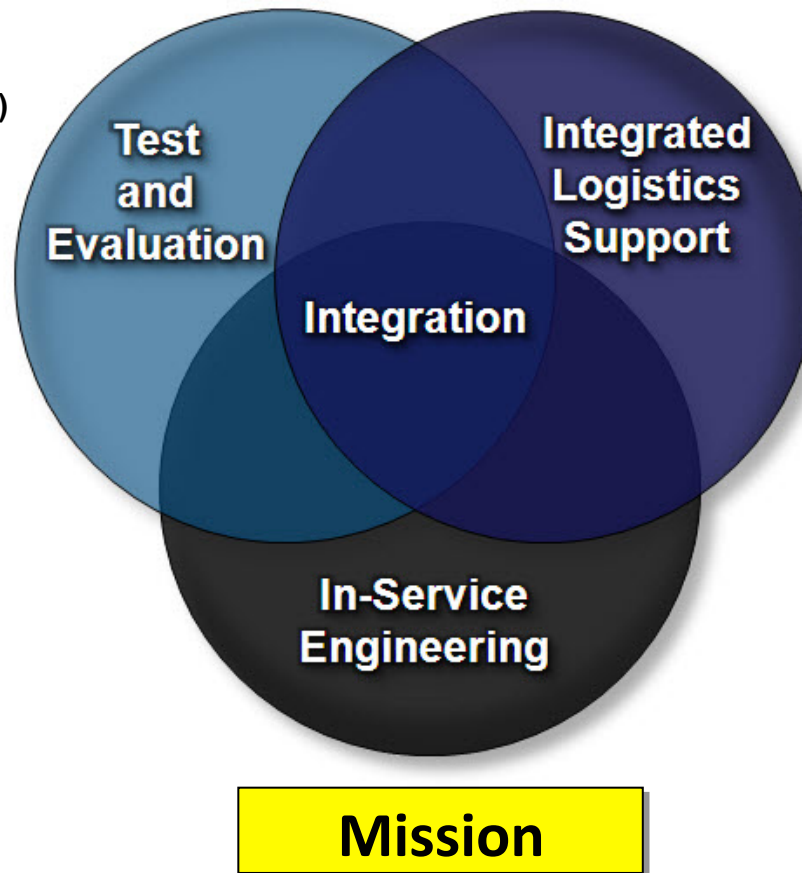 )
Test
and
Evaluation
Integrated
Logistics
Support
Integration
In-Service
Engineering
Mission